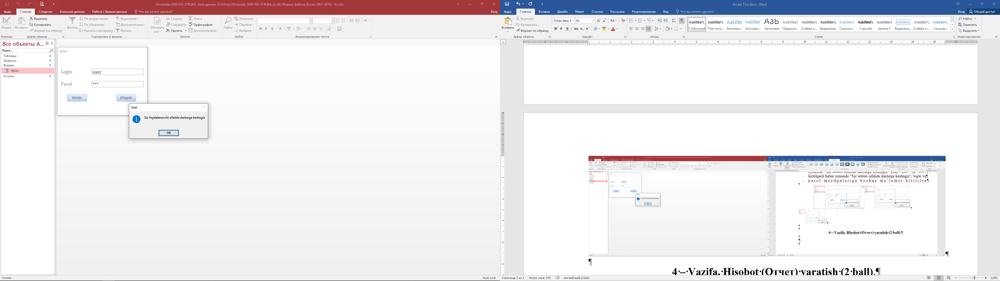 Olimpiada-2020-FIO-O'RQKA : база данных- E:\Olimp\Olimpiada-2020-FIO-O'RQKA.accdb (Формат файлов Access 2007–2016) - Access
Файл Главная Создание Внешние данные Работа с базами данных Что вы хотите сделать? Вход
Режим
Режимы
Вставить
Вырезать
Копировать
Формат по образцу
Буфер обмена
Фильтр
По возрастанию
По убыванию
Удалить сортировку
Выделение
Дополнительно
Фильтр
Сортировка и фильтр
Обновить
все
Создать
Сохранить
Удалить
Итоги
Орфография
Дополнительно
Записи
Найти
Заменить
Перейти
Выбрать
Найти
Ж К Ч
Форматирование текста
Все объекты A...
Поиск...
Таблицы
Запросы
Формы
Kirish
Отчеты
Kirish
Login user
Parol ***
Kirish Chiqish
User
Siz foydalanuvchi sifatida dasturga kirdingiz
OK
Готово Num Lock
Access 3 tur.docx - Word
Файл Главная Вставка Дизайн Макет Ссылки Рассылки Рецензирование Вид Что вы хотите сделать? Вход Общий доступ
Вставить
Вырезать
Копировать
Формат по образцу
Буфер обмена
Times New F 10
Ж К Ч abc x₂ x²
Шрифт
Абзац
АаБбВвГг, АаБбВвГг, АаБбВв АаБбВвГ Aab АаБбВвГ АаБбВвГг АаБбВвГг АаБбВвГг АаБбВвГг, АаБбВвГг АаБбВвГг ААББВВГГ, ААББВВГГ,
¶ Обычный ¶ Без инте... Заголово... Заголово... Заголовок Подзагол... Слабое в... Выделение Сильное... Строгий Цитата 2 Выделенн... Слабая сс... Сильная...
Стили
Найти
Заменить
Выделить
Редактирование
kiritilgach habar oynasida "Siz admin sifatida dasturga kirdingiz", login va¶
parol maydonlariga boshqa ma`lumot kiritilsa
4·–·Vazifa.·Hisobot·(Отчет)·yaratish·(2·ball).¶
¶
4·–·Vazifa.·Hisobot·(Отчет)·yaratish·(2·ball).¶
Страница 3 из 3 Число слов: 339 английский (США) 220%